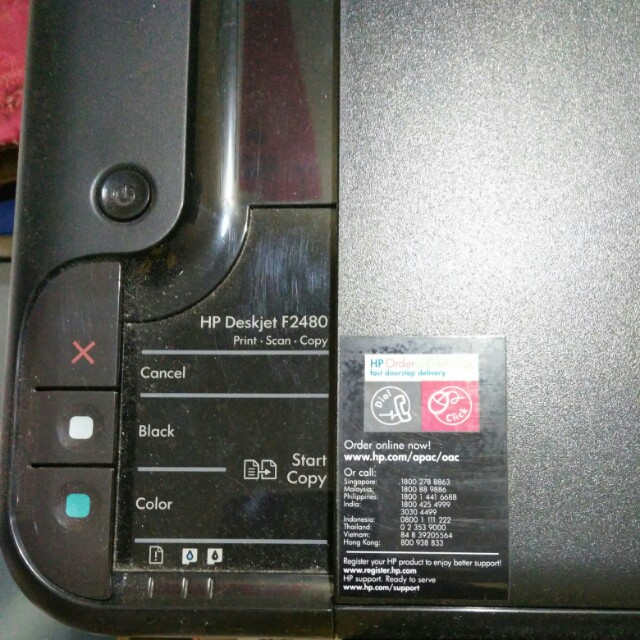 HP Deskjet F2480
Print · Scan · Copy
Cancel
Black
Start
Copy
Color
HP Order
fast doorstep delivery
Dial
Click
Order online now!
www.hp.com/apac/oac
Or call:
Singapore: 1800 278 8863
Malaysia: 1800 88 9886
Philippines: 1800 1 441 6688
India: 1800 425 4999
3030 4499
Indonesia: 0800 1 111 222
Thailand: 0 2 353 9000
Vietnam: 84 8 39205564
Hong Kong: 800 938 833
Register your HP product to enjoy better support!
www.register.hp.com
HP support. Ready to serve
www.hp.com/support